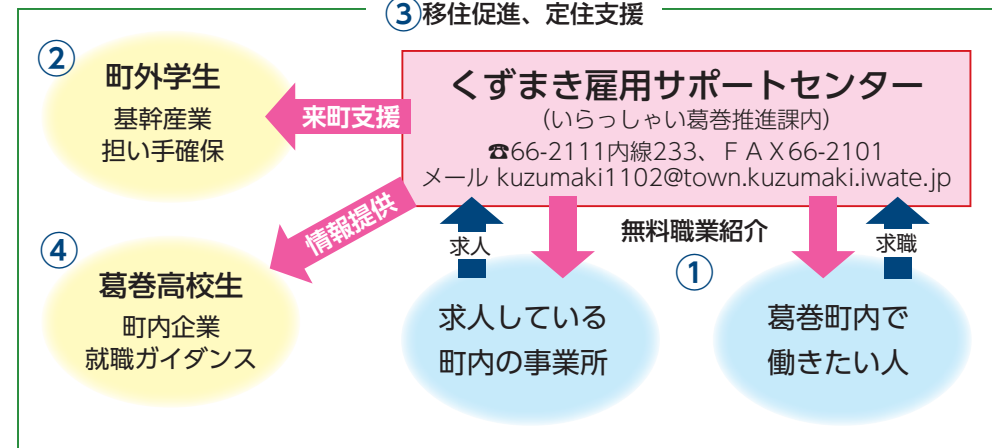 ③移住促進、定住支援
②
町外学生
基幹産業
担い手確保
来町支援
くずまき雇用サポートセンター
(いらっしゃい葛巻推進課内)
☎66-2111内線233、ＦＡＸ66-2101
メール kuzumaki1102@town.kuzumaki.iwate.jp
情報提供
④
葛巻高校生
町内企業
就職ガイダンス
求人
無料職業紹介
①
求職
求人している
町内の事業所
葛巻町内で
働きたい人